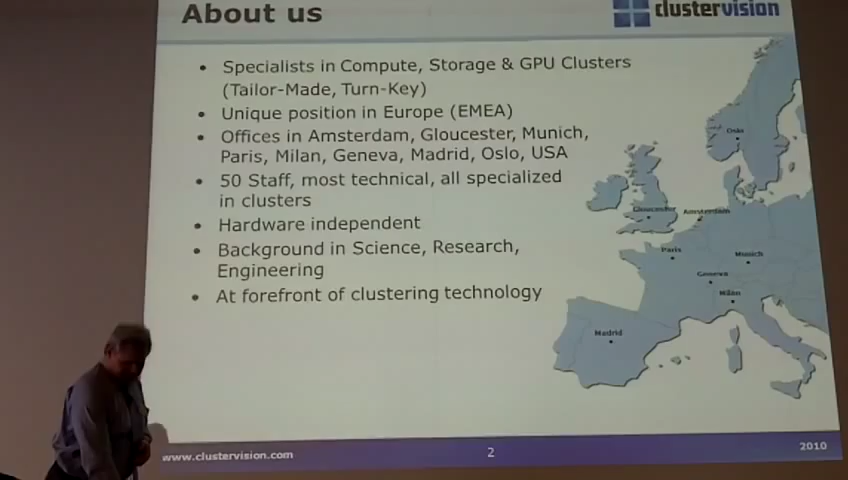 About us
clustervision
• Specialists in Compute, Storage & GPU Clusters
(Tailor-Made, Turn-Key)
• Unique position in Europe (EMEA)
• Offices in Amsterdam, Gloucester, Munich,
Paris, Milan, Geneva, Madrid, Oslo, USA
• 50 Staff, most technical, all specialized
in clusters
• Hardware independent
• Background in Science, Research,
Engineering
• At forefront of clustering technology
Oslo
Gloucester
Amsterdam
Paris
Munich
Geneva
Milan
Madrid
www.clustervision.com
2
2010